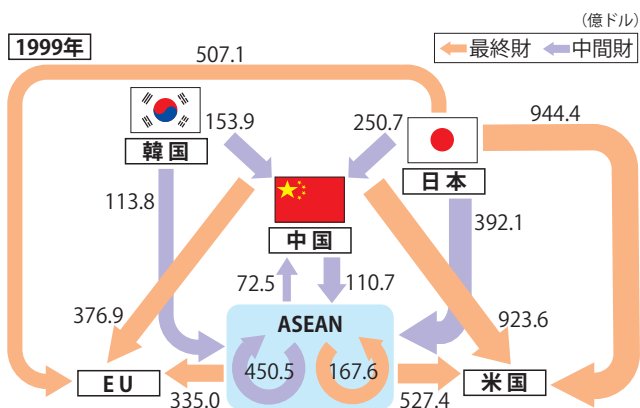 (億ドル)
1999年
最終財 中間財
507.1
153.9
250.7
944.4
韓国
日本
113.8
392.1
中国
72.5
110.7
376.9
923.6
ASEAN
450.5
167.6
EU
米国
335.0
527.4